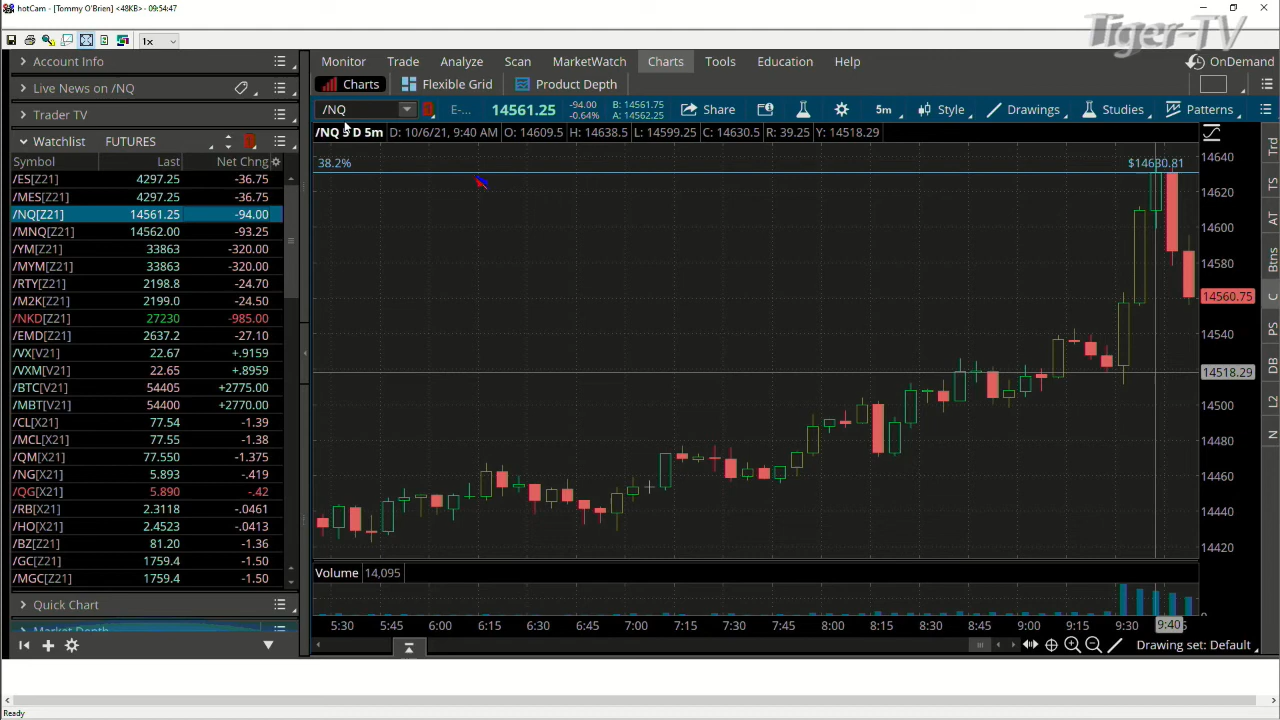 hotCam - [Tommy O'Brien] <48KB> - 09:54:47
Tiger-TV
1x
Account Info
Live News on /NQ
Trader TV
Watchlist FUTURES
Symbol Last Net Chng
/ES[Z21] 4297.25 -36.75
/MES[Z21] 4297.25 -36.75
/NQ[Z21] 14561.25 -94.00
/MNQ[Z21] 14562.00 -93.25
/YM[Z21] 33863 -320.00
/MYM[Z21] 33863 -320.00
/RTY[Z21] 2198.8 -24.70
/M2K[Z21] 2199.0 -24.50
/NKD[Z21] 27230 -985.00
/EMD[Z21] 2637.2 -27.10
/VX[V21] 22.67 +.9159
/VXM[V21] 22.65 +.8959
/BTC[V21] 54405 +2775.00
/MBT[V21] 54400 +2770.00
/CL[X21] 77.54 -1.39
/MCL[X21] 77.55 -1.38
/QM[X21] 77.550 -1.375
/NG[X21] 5.893 -.419
/QG[X21] 5.890 -.42
/RB[X21] 2.3118 -.0461
/HO[X21] 2.4523 -.0413
/BZ[Z21] 81.20 -1.36
/GC[Z21] 1759.4 -1.50
/MGC[Z21] 1759.4 -1.50
Quick Chart
Market Depth
Monitor Trade Analyze Scan MarketWatch Charts Tools Education Help
OnDemand
Charts Flexible Grid Product Depth
/NQ E-... 14561.25 -94.00 -0.64% B: 14561.75 A: 14562.25 Share 5m Style Drawings Studies Patterns
/NQ 5 D 5m D: 10/6/21, 9:40 AM O: 14609.5 H: 14638.5 L: 14599.25 C: 14630.5 R: 39.25 Y: 14518.29
38.2% $14630.81
14640
14620
14600
14580
14560.75
14540
14518.29
14500
14480
14460
14440
14420
Volume 14,095
0
5:30 5:45 6:00 6:15 6:30 6:45 7:00 7:15 7:30 7:45 8:00 8:15 8:30 8:45 9:00 9:15 9:30 9:40
Drawing set: Default
Trd
TS
AT
Btns
C
PS
DB
L2
N
Ready